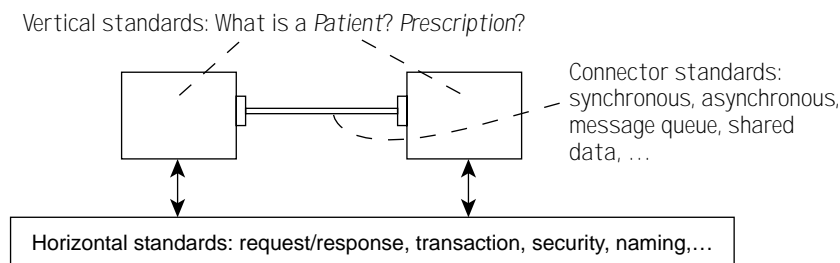 Vertical standards: What is a Patient? Prescription?
Connector standards:
synchronous, asynchronous,
message queue, shared
data, …
Horizontal standards: request/response, transaction, security, naming,…